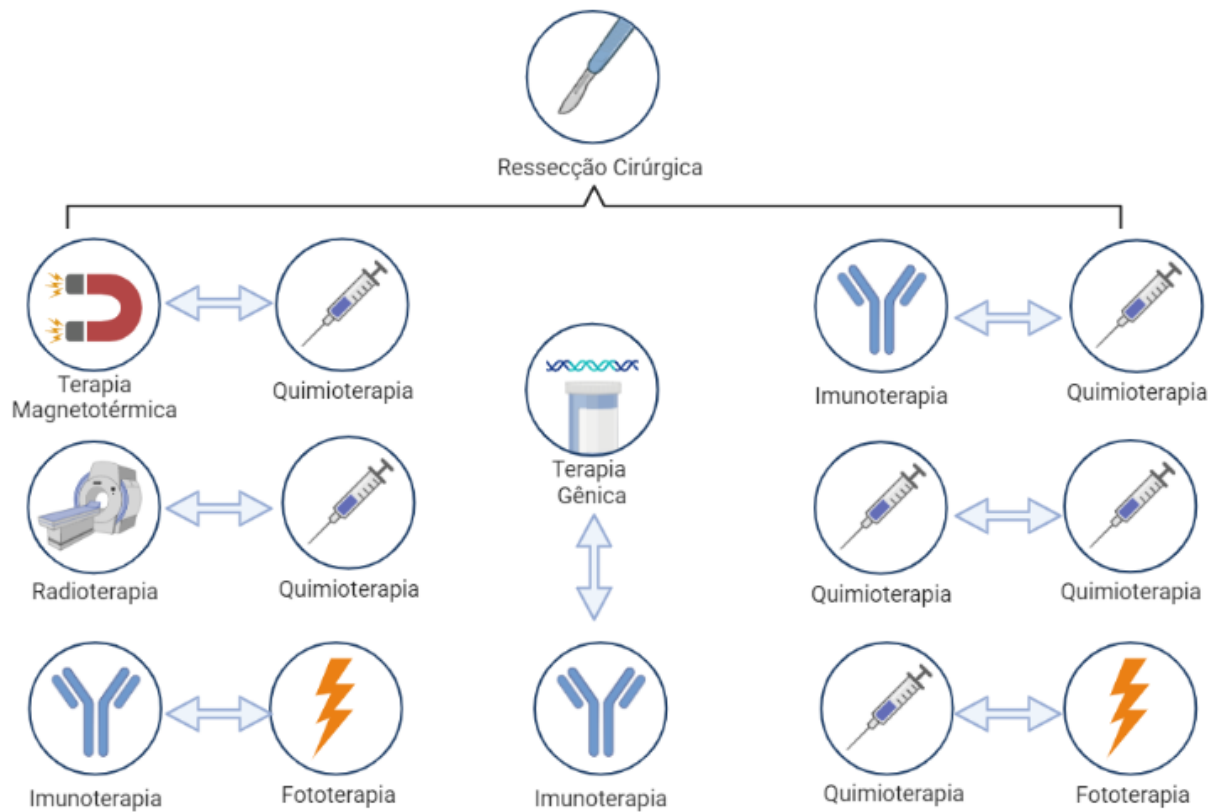 Ressecção Cirúrgica
Terapia
Magnetotérmica
Quimioterapia
Terapia
Gênica
Imunoterapia
Quimioterapia
Radioterapia
Quimioterapia
Quimioterapia
Quimioterapia
Imunoterapia
Fototerapia
Imunoterapia
Quimioterapia
Fototerapia